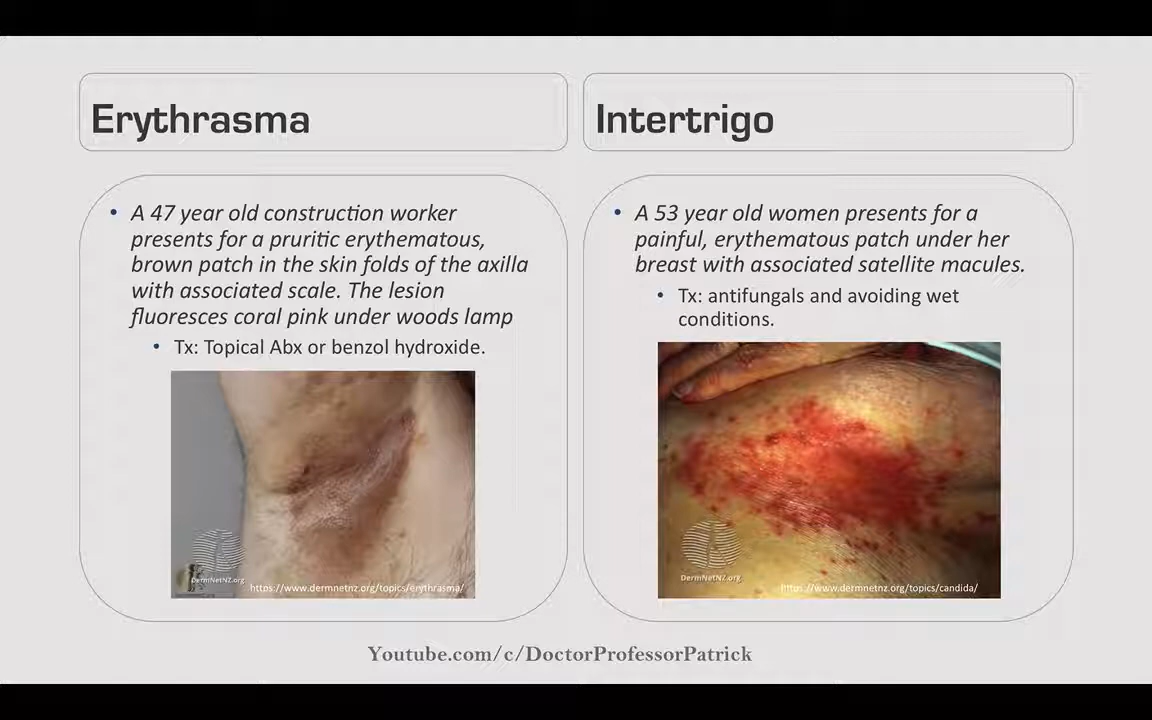 Erythrasma
• A 47 year old construction worker
presents for a pruritic erythematous,
brown patch in the skin folds of the axilla
with associated scale. The lesion
fluoresces coral pink under woods lamp
• Tx: Topical Abx or benzol hydroxide.
DermNetNZ.org
https://www.dermnetnz.org/topics/erythrasma/
Intertrigo
• A 53 year old women presents for a
painful, erythematous patch under her
breast with associated satellite macules.
• Tx: antifungals and avoiding wet
conditions.
DermNetNZ.org
https://www.dermnetnz.org/topics/candida/
Youtube.com/c/DoctorProfessorPatrick